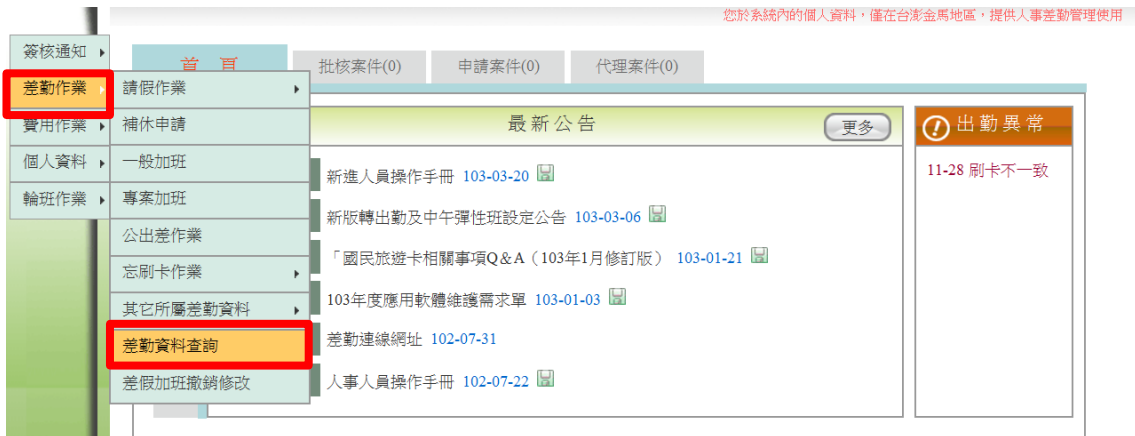 您於系統內的個人資料，僅在台澎金馬地區，提供人事差勤管理使用
簽核通知
差勤作業
費用作業
個人資料
輪班作業
首 頁
批核案件(0)
申請案件(0)
代理案件(0)
請假作業
補休申請
一般加班
專案加班
公出差作業
忘刷卡作業
其它所屬差勤資料
差勤資料查詢
差假加班撤銷修改
最新公告
更多
新進人員操作手冊 103-03-20
新版轉出勤及中午彈性班設定公告 103-03-06
「國民旅遊卡相關事項Q＆A（103年1月修訂版） 103-01-21
103年度應用軟體維護需求單 103-01-03
差勤連線網址 102-07-31
人事人員操作手冊 102-07-22
出勤異常
11-28 刷卡不一致